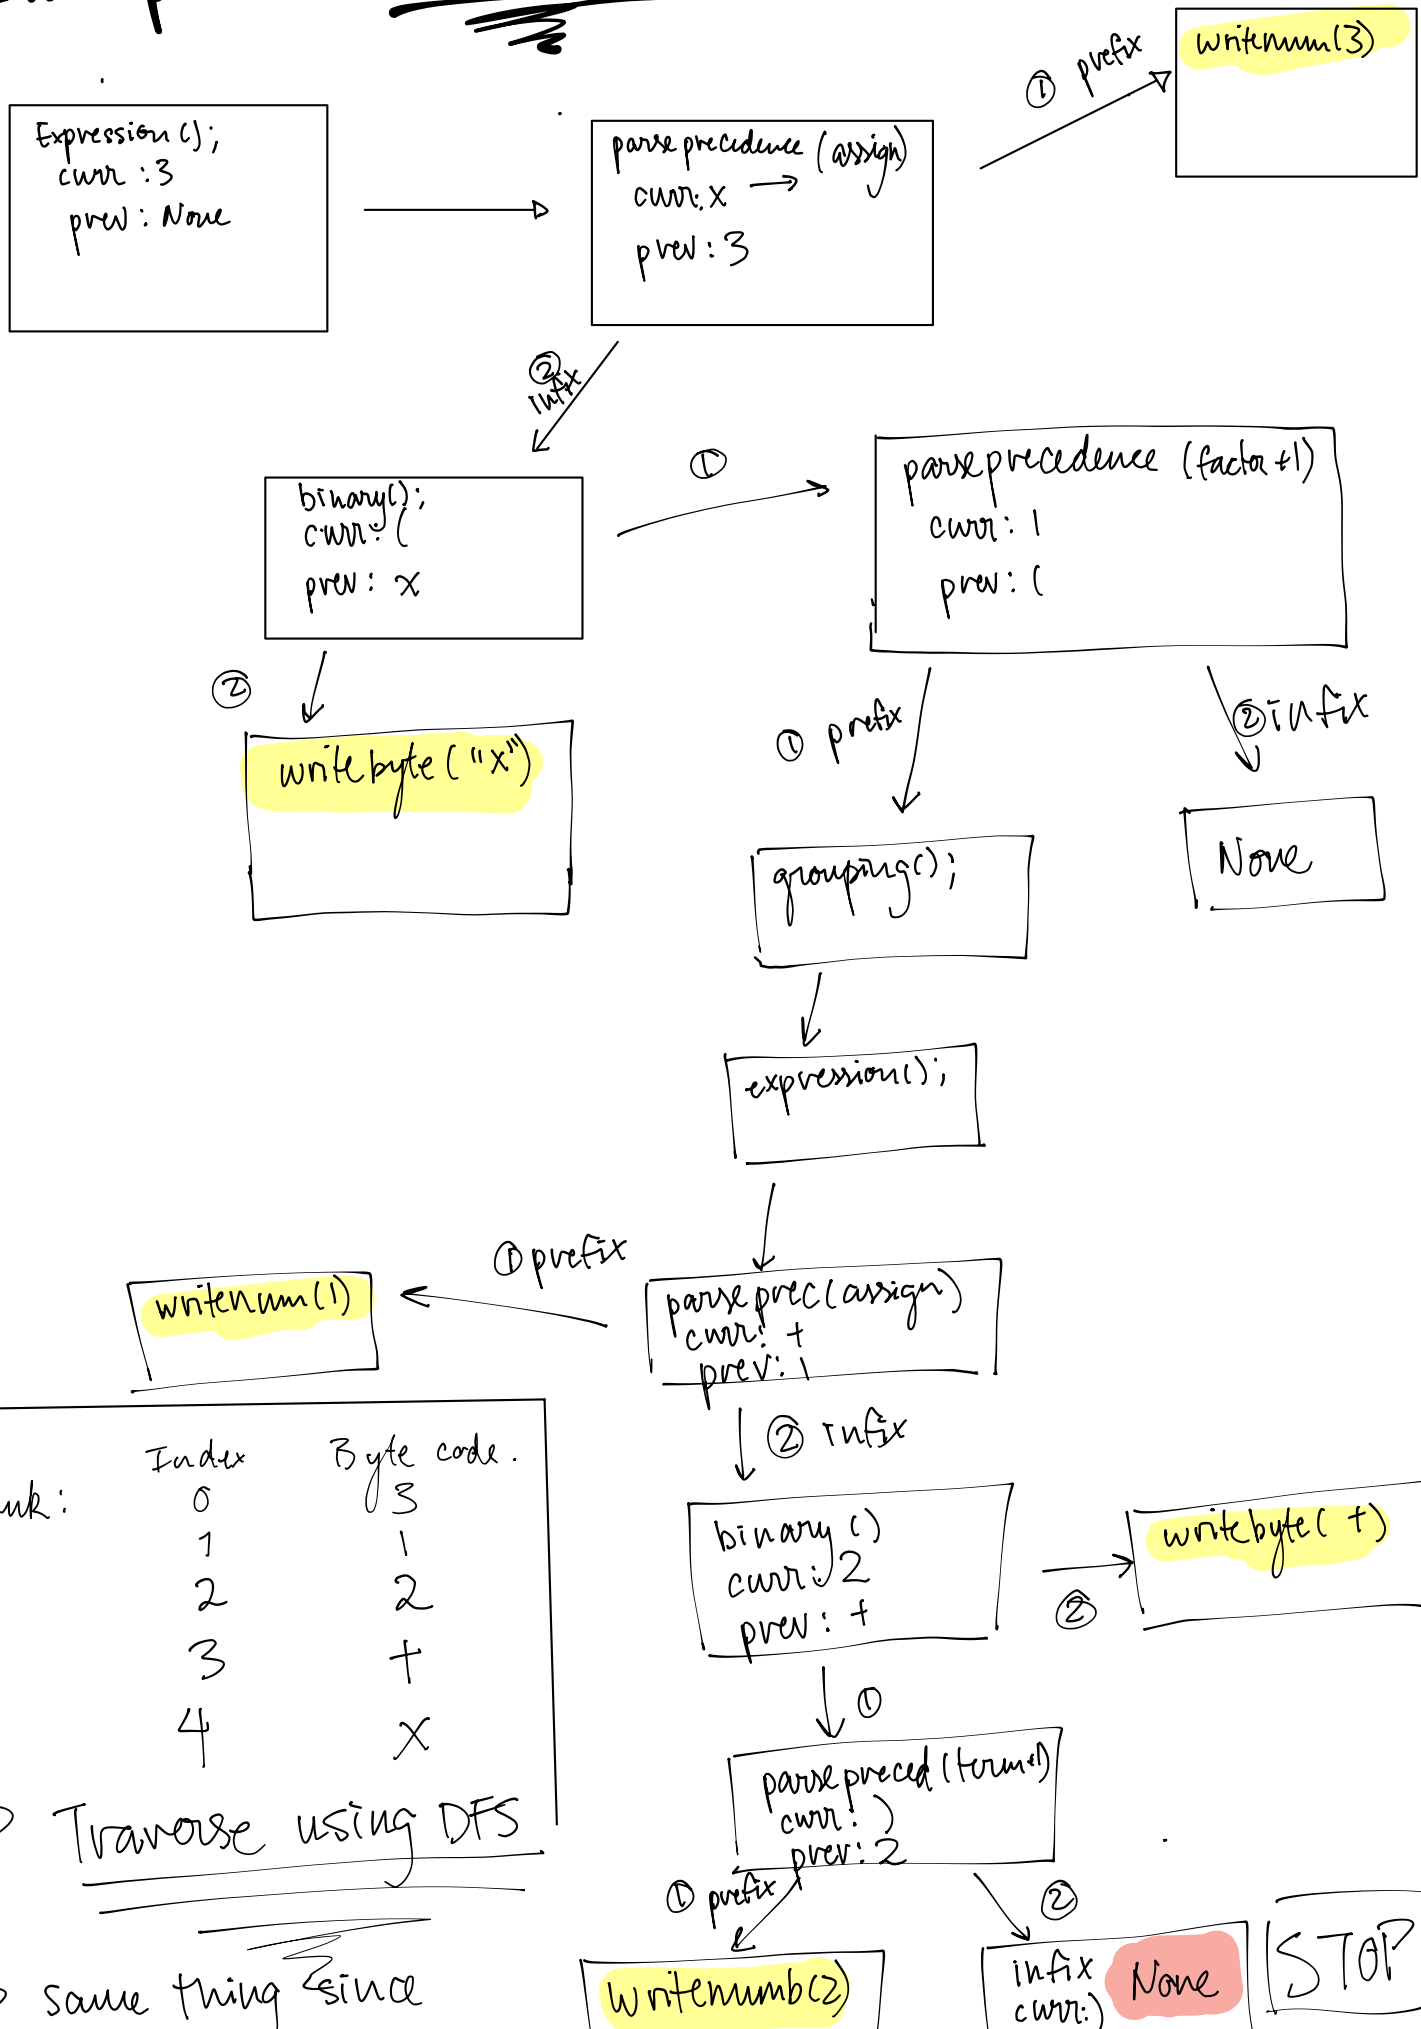 ① prefix
writenum(3)
Expression();
curr : 3
prev : None
parse precedence (assign)
curr: x →
prev : 3
② infix
binary();
curr: (
prev : x
①
parse precedence (factor +1)
curr: 1
prev : (
②
writebyte("x")
① prefix
② infix
grouping();
None
expression();
① prefix
writenum(1)
parse prec(assign)
curr: +
prev: 1
② infix
Index Byte code.
0 3
1 1
2 2
3 +
4 x
binary ()
curr: 2
prev : +
②
writebyte( +)
①
parse preced (term+1)
curr: )
prev: 2
Traverse using DFS
① prefix
②
writenumb(2)
infix None
curr:)
STOP
same thing since